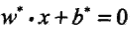 w* · x + b* = 0